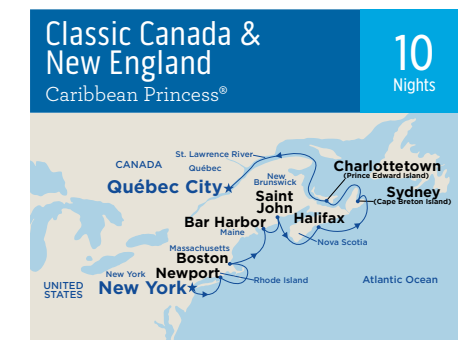 Classic Canada &
New England
Caribbean Princess®
10
Nights
St. Lawrence River
CANADA
Québec
Québec City
New
Brunswick
Charlottetown
(Prince Edward Island)
Saint
John
Sydney
(Cape Breton Island)
Bar Harbor
Halifax
Maine
Nova Scotia
Massachusetts
Boston
New York
Newport
Rhode Island
Atlantic Ocean
UNITED
STATES
New York